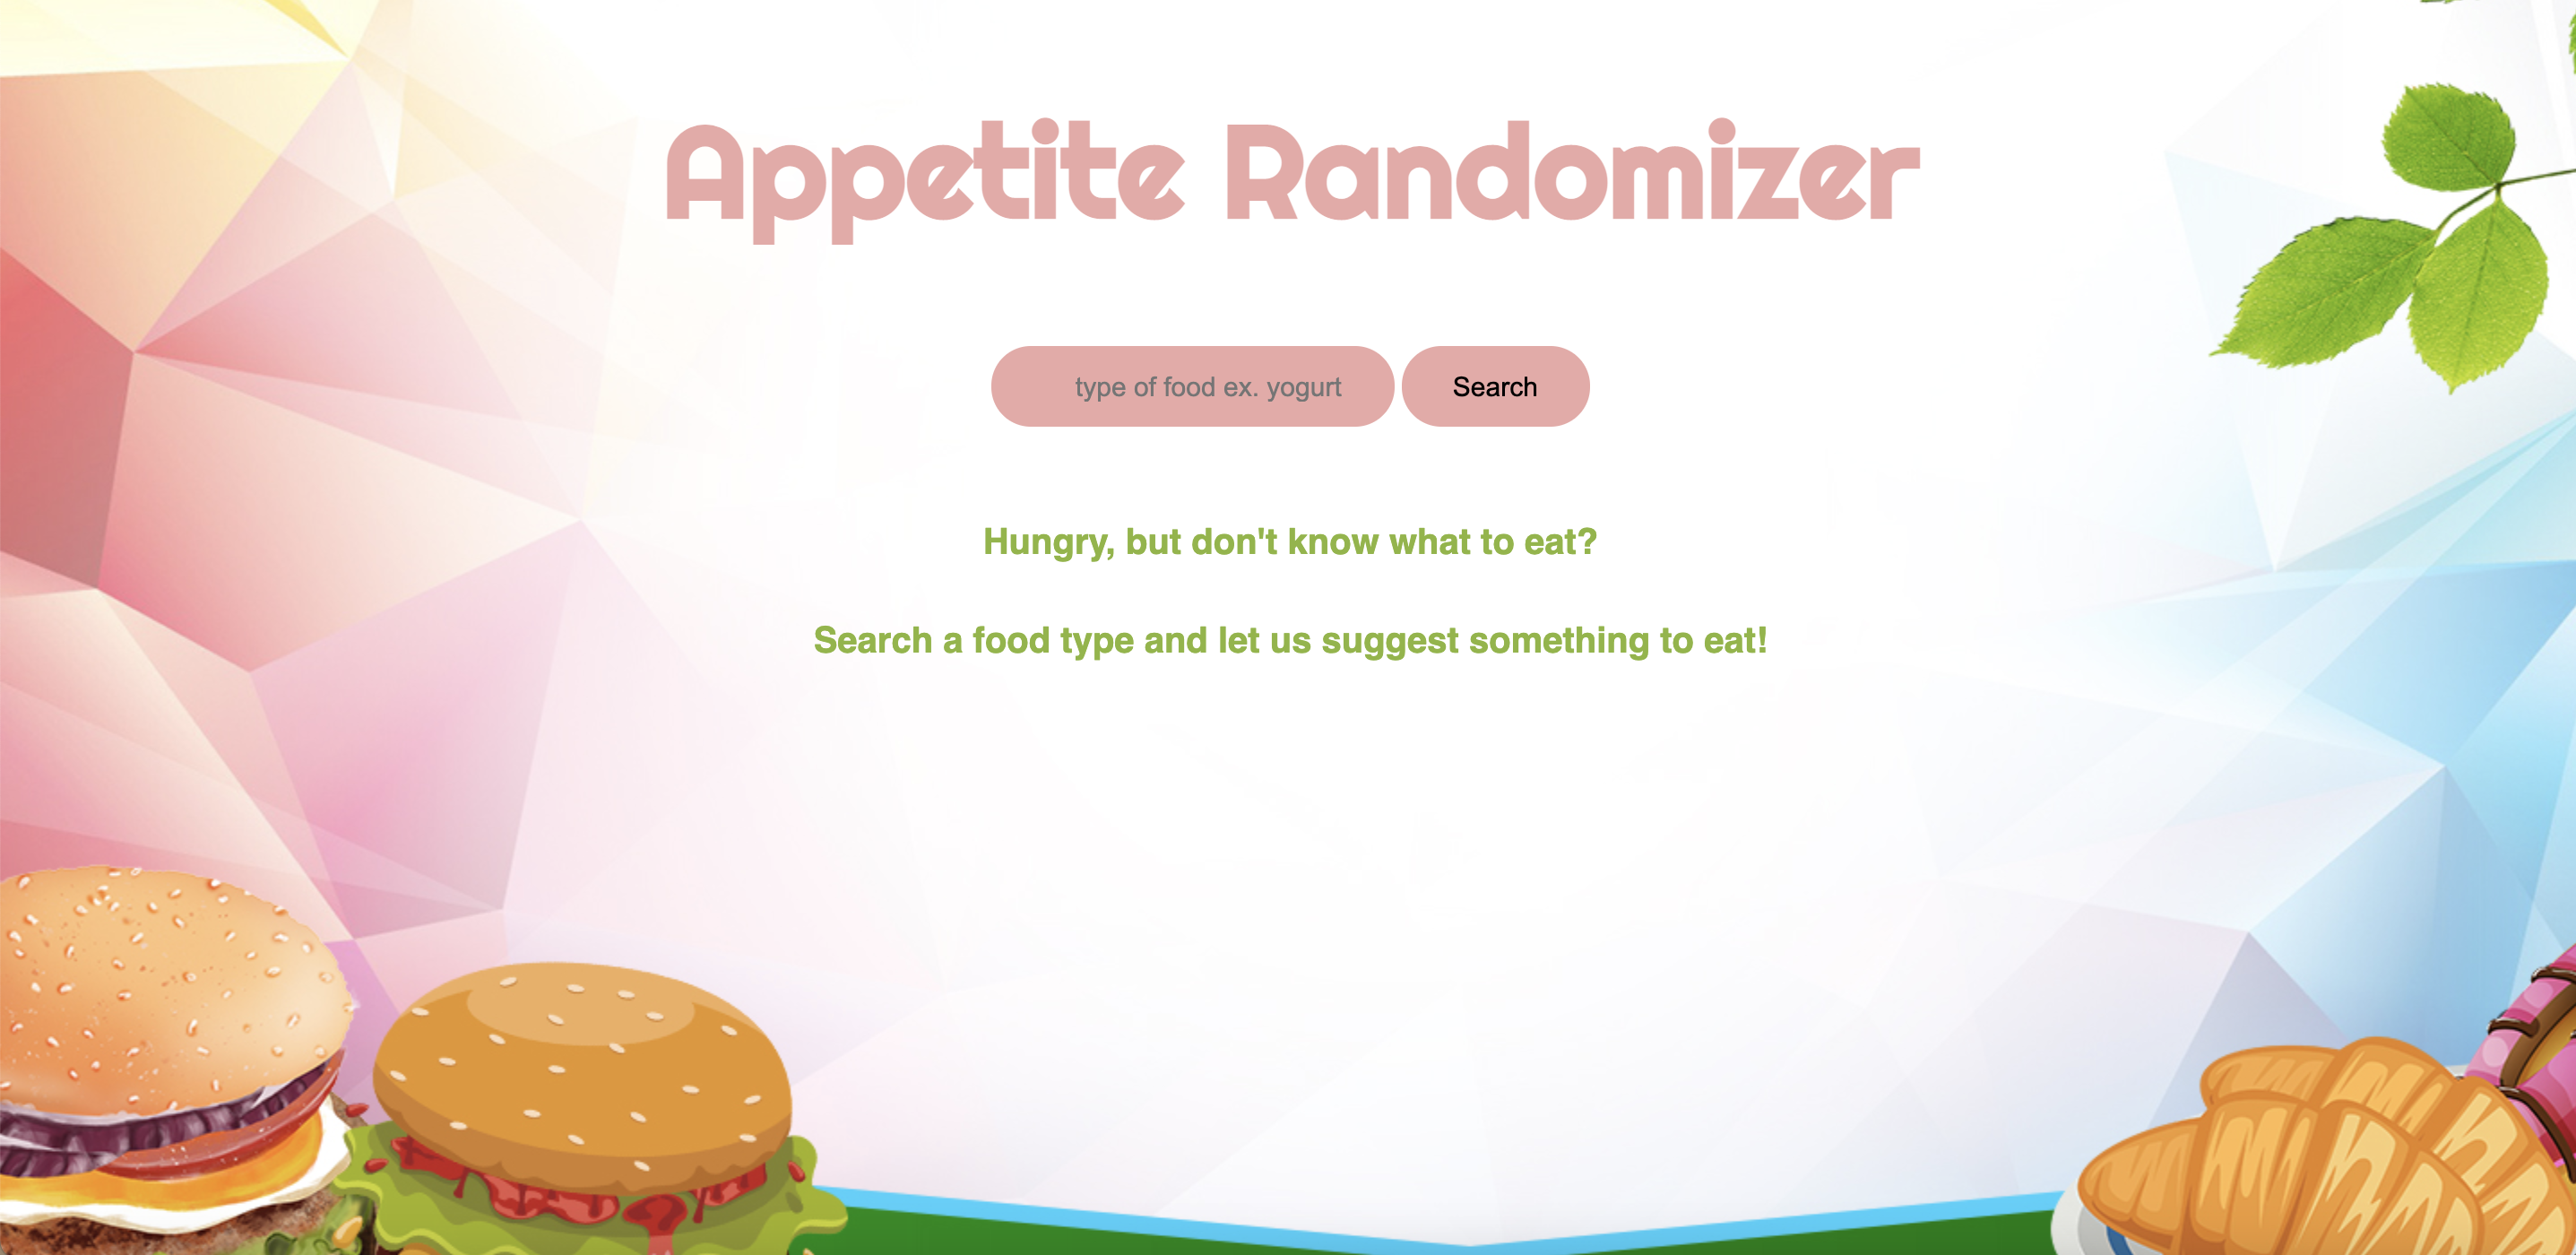 Appetite Randomizer
type of food ex. yogurt Search
Hungry, but don't know what to eat?
Search a food type and let us suggest something to eat!